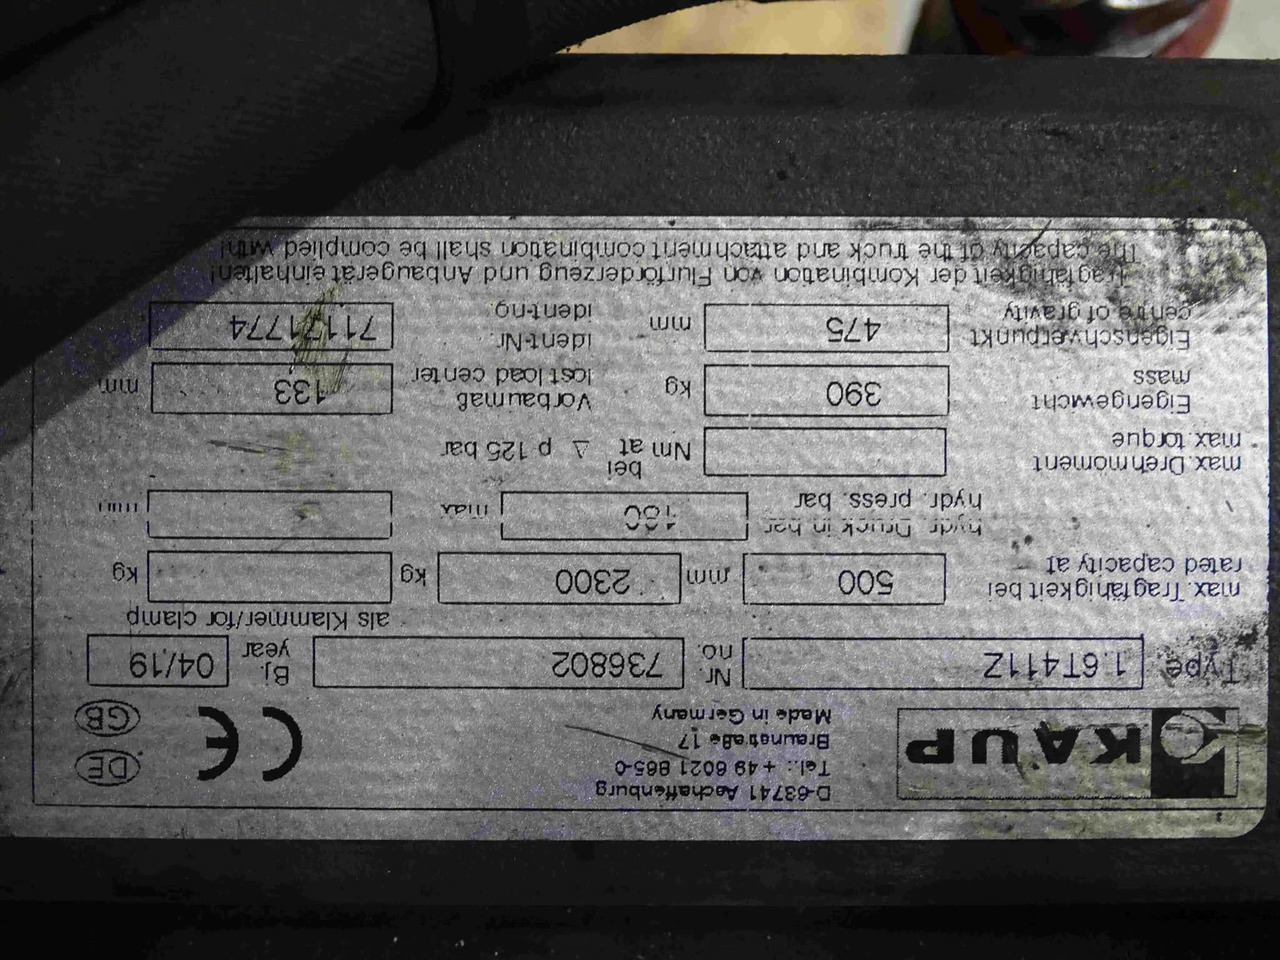 KAUP
D-63741 Aschaffenburg
Tel.: + 49 6021 865-0
Braunstraße 17
Made in Germany
CE
DE
GB
Type 1.6T411Z Nr no. 736802 Bj. year 04/19
als Klammer/for clamp
max. Tragfähigkeit bei 500 mm 2300 kg kg
rated capacity at
hydr. Druck in bar max
hydr. press. bar
max. Drehmoment Nm at bei Δ p 125 bar
max torque
Eigengewcht 390 kg Vorbaumaß 133 mm
mass lost load center
Eigenschwerpunkt 475 mm Ident-Nr. 71171774
centre of gravity ident-no.
Tragfähigkeit der Kombination von Flurförderzeug und Anbaugerät einhalten!
The capacity of the truck and attachment combination shall be complied with!